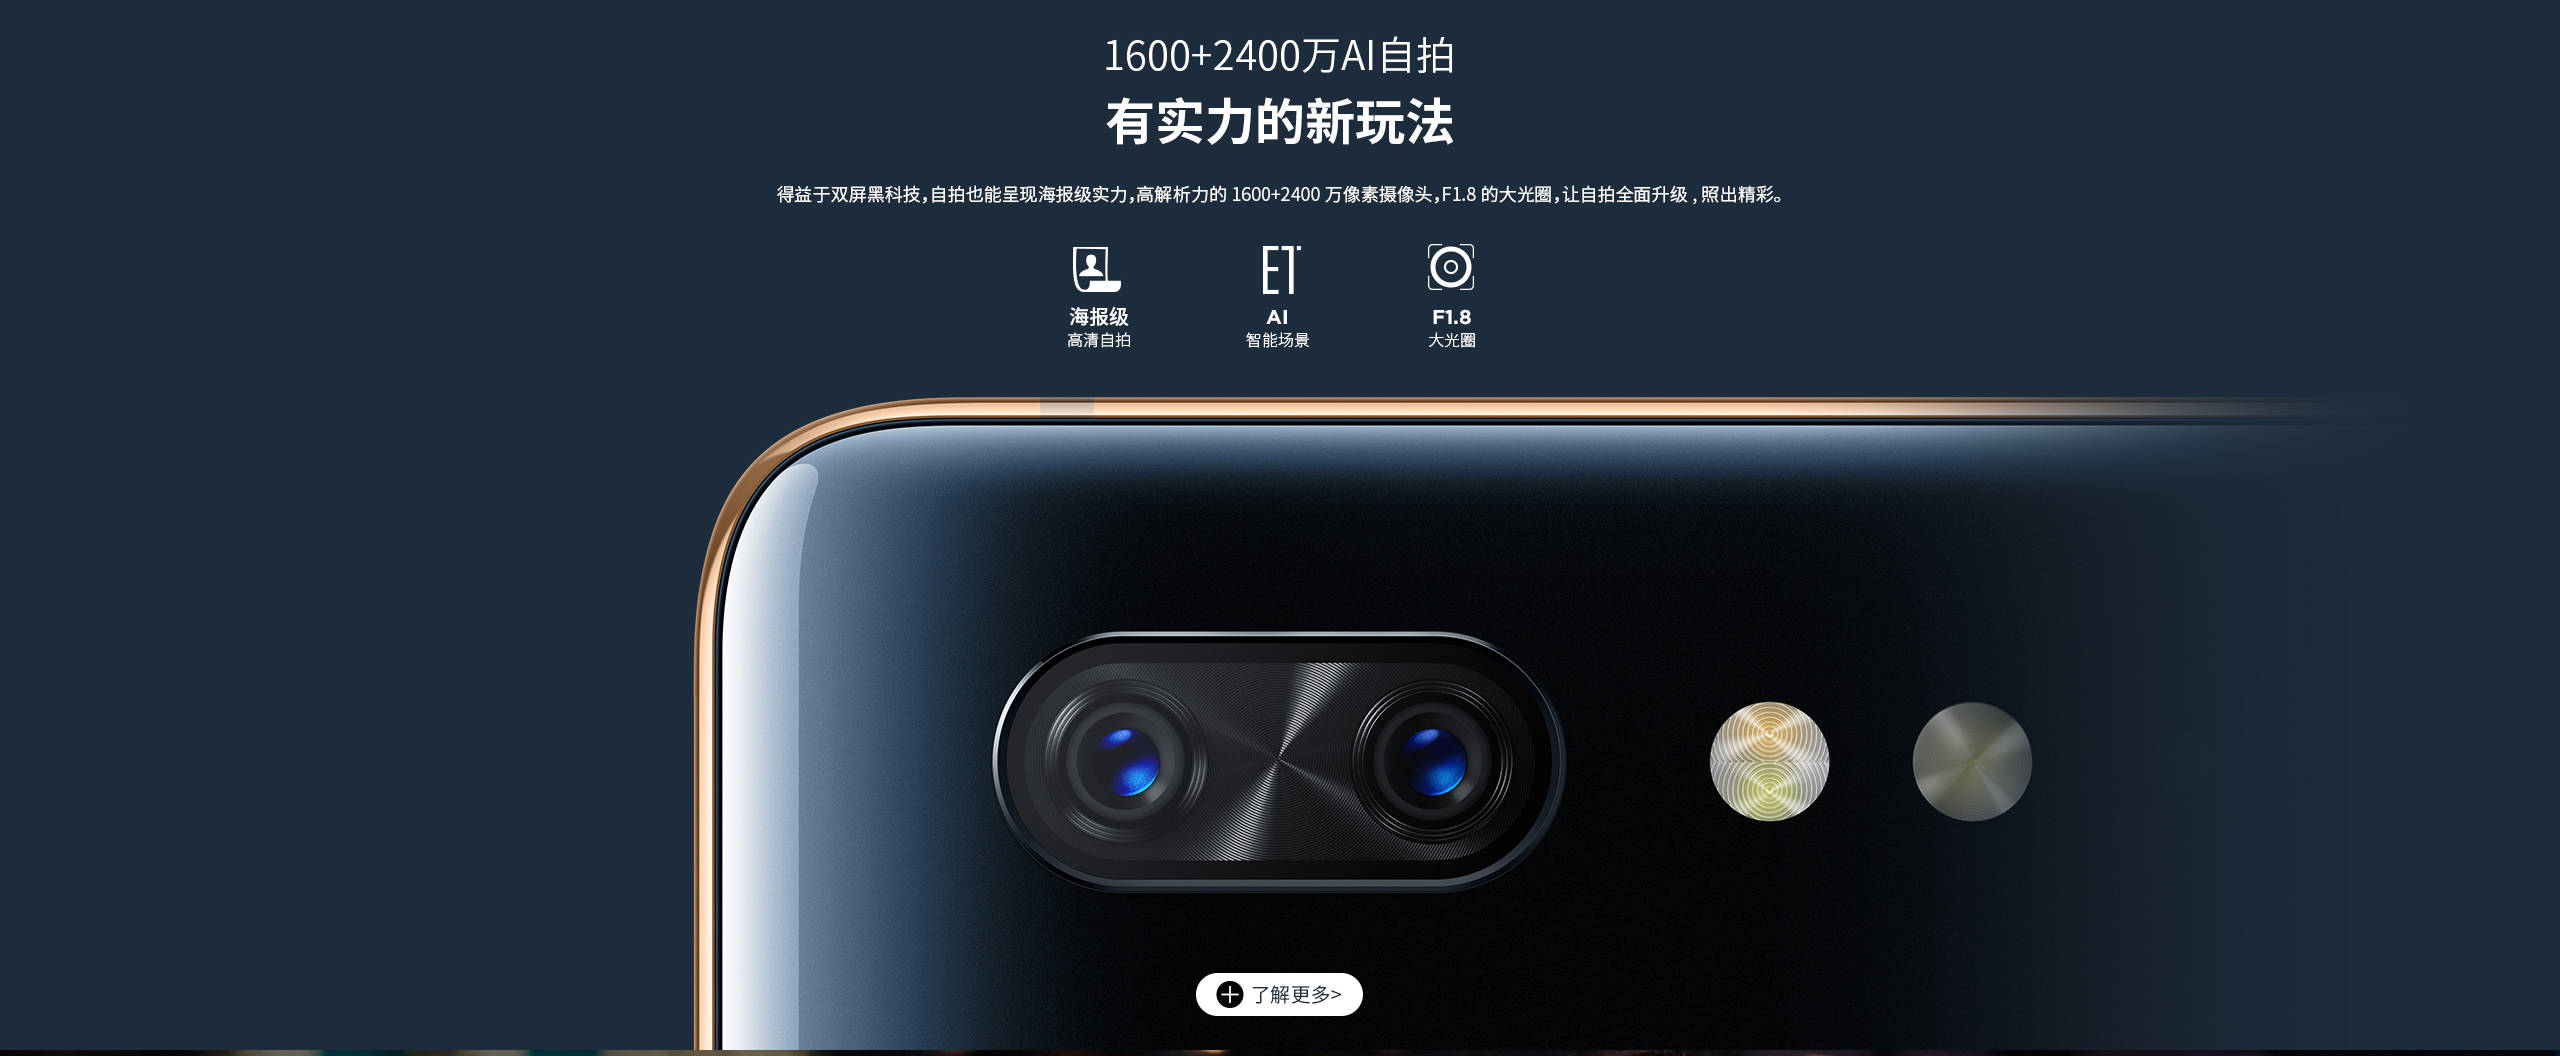 1600+2400万AI自拍
有实力的新玩法
得益于双屏黑科技，自拍也能呈现海报级实力，高解析力的 1600+2400 万像素摄像头，F1.8 的大光圈，让自拍全面升级 , 照出精彩。
海报级
高清自拍
AI
智能场景
F1.8
大光圈
了解更多>